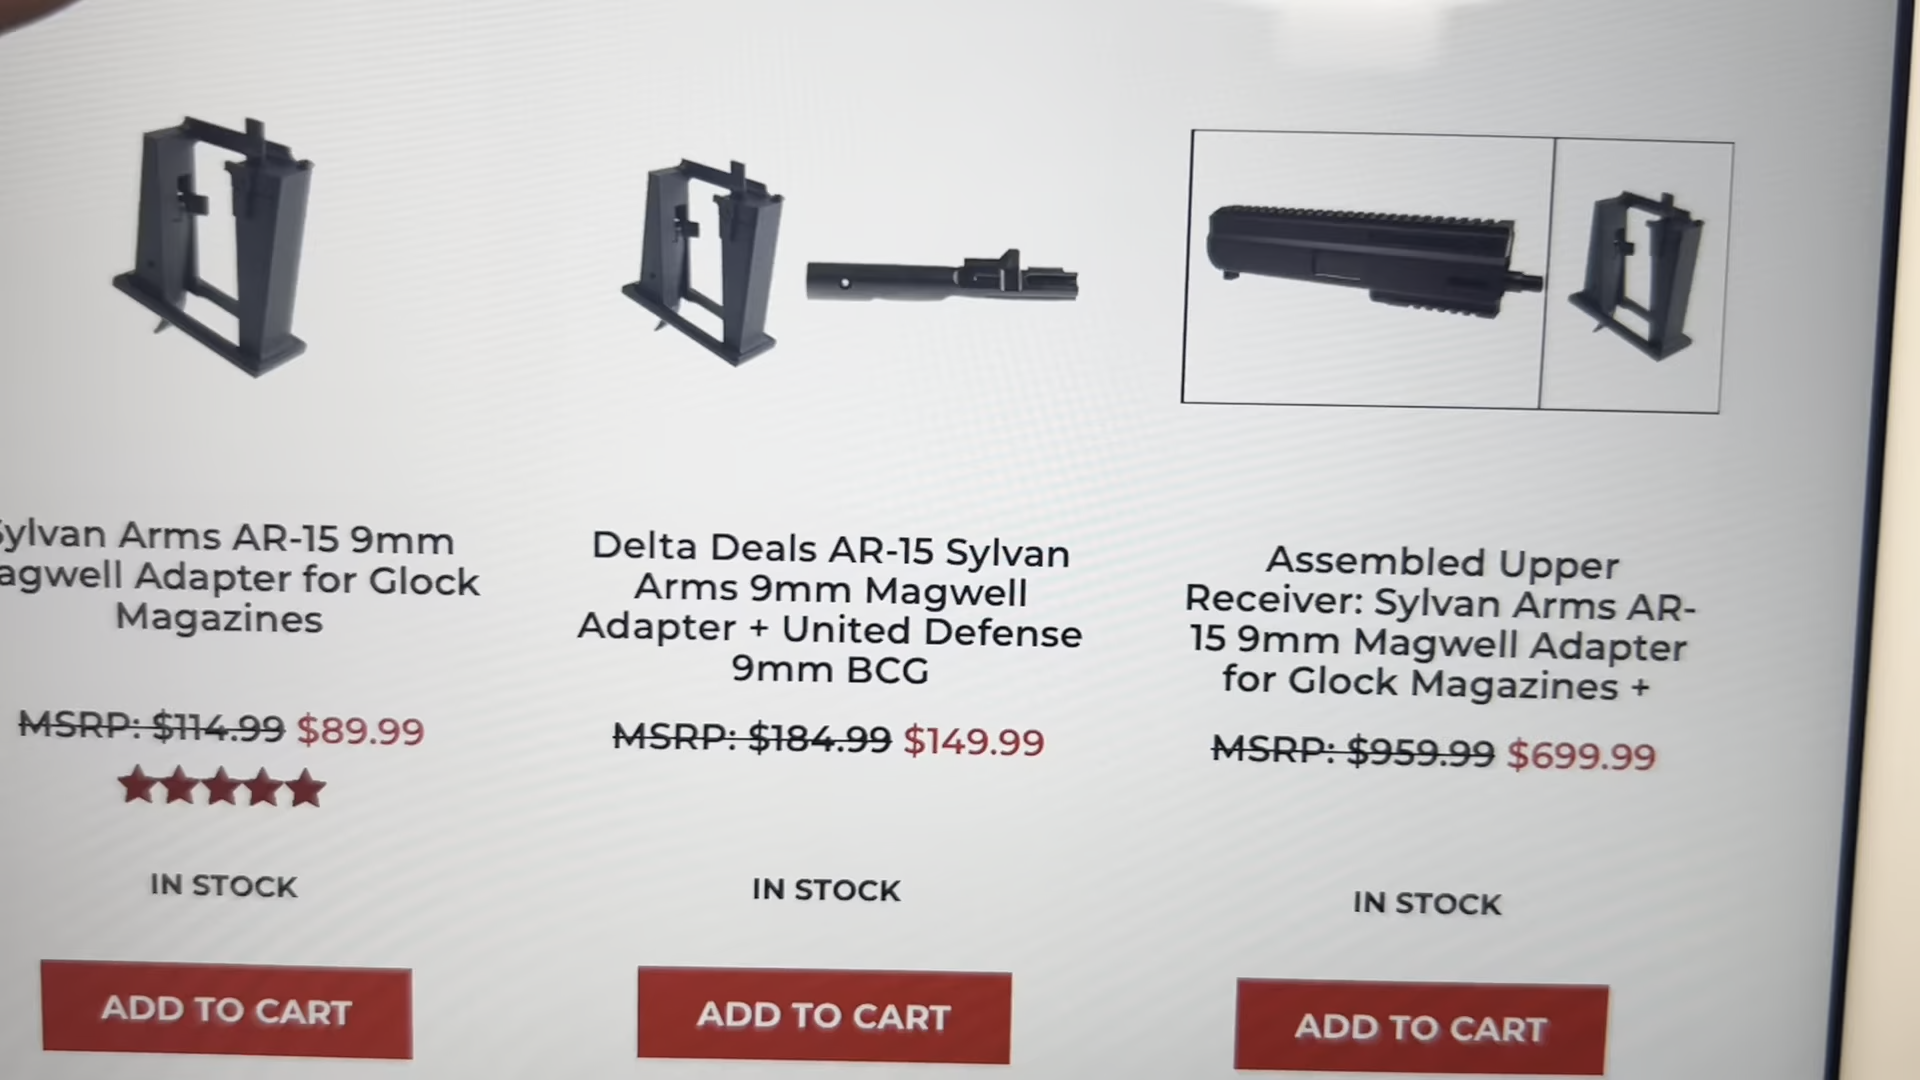 ylvan Arms AR-15 9mm
agwell Adapter for Glock
Magazines
MSRP: $114.99 $89.99
IN STOCK
ADD TO CART
Delta Deals AR-15 Sylvan
Arms 9mm Magwell
Adapter + United Defense
9mm BCG
MSRP: $184.99 $149.99
IN STOCK
ADD TO CART
Assembled Upper
Receiver: Sylvan Arms AR-
15 9mm Magwell Adapter
for Glock Magazines +
MSRP: $959.99 $699.99
IN STOCK
ADD TO CART